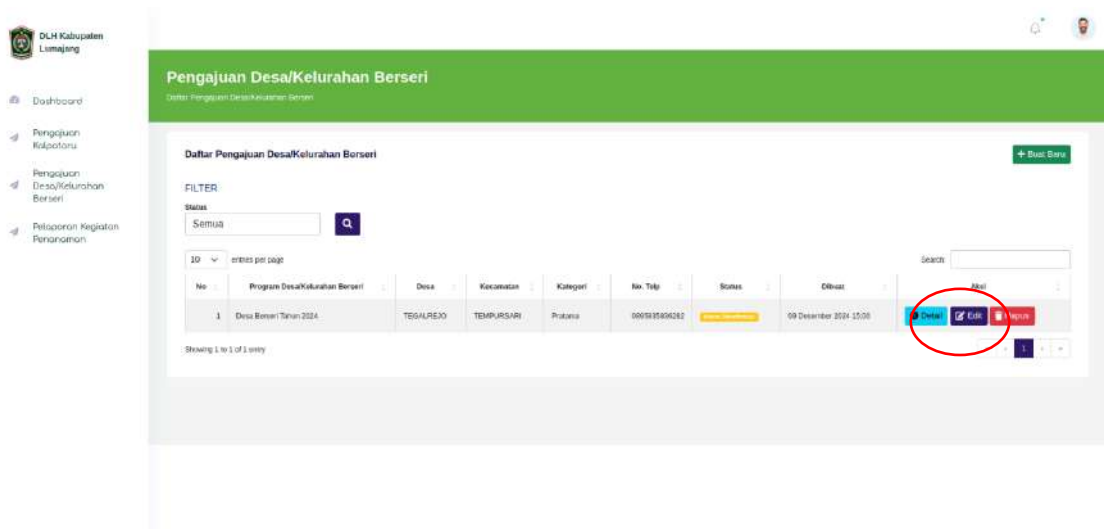 DLH Kabupaten
Lumajang
Dashboard
Pengajuan
Kalpataru
Pengajuan
Desa/Kelurahan
Berseri
Pelaporan Kegiatan
Penanaman
Pengajuan Desa/Kelurahan Berseri
Daftar Pengajuan Desa/Kelurahan Berseri
Daftar Pengajuan Desa/Kelurahan Berseri
+ Buat Baru
FILTER
Status
Semua
10 entries per page
Search:
No Program Desa/Kelurahan Berseri Desa Kecamatan Kategori No. Telp Status Dibuat Aksi
1 Desa Berseri Tahun 2024 TEGALREJO TEMPURSARI Pratama 09 Desember 2024 15:00 Detail Edit Hapus
Showing 1 to 1 of 1 entry
1